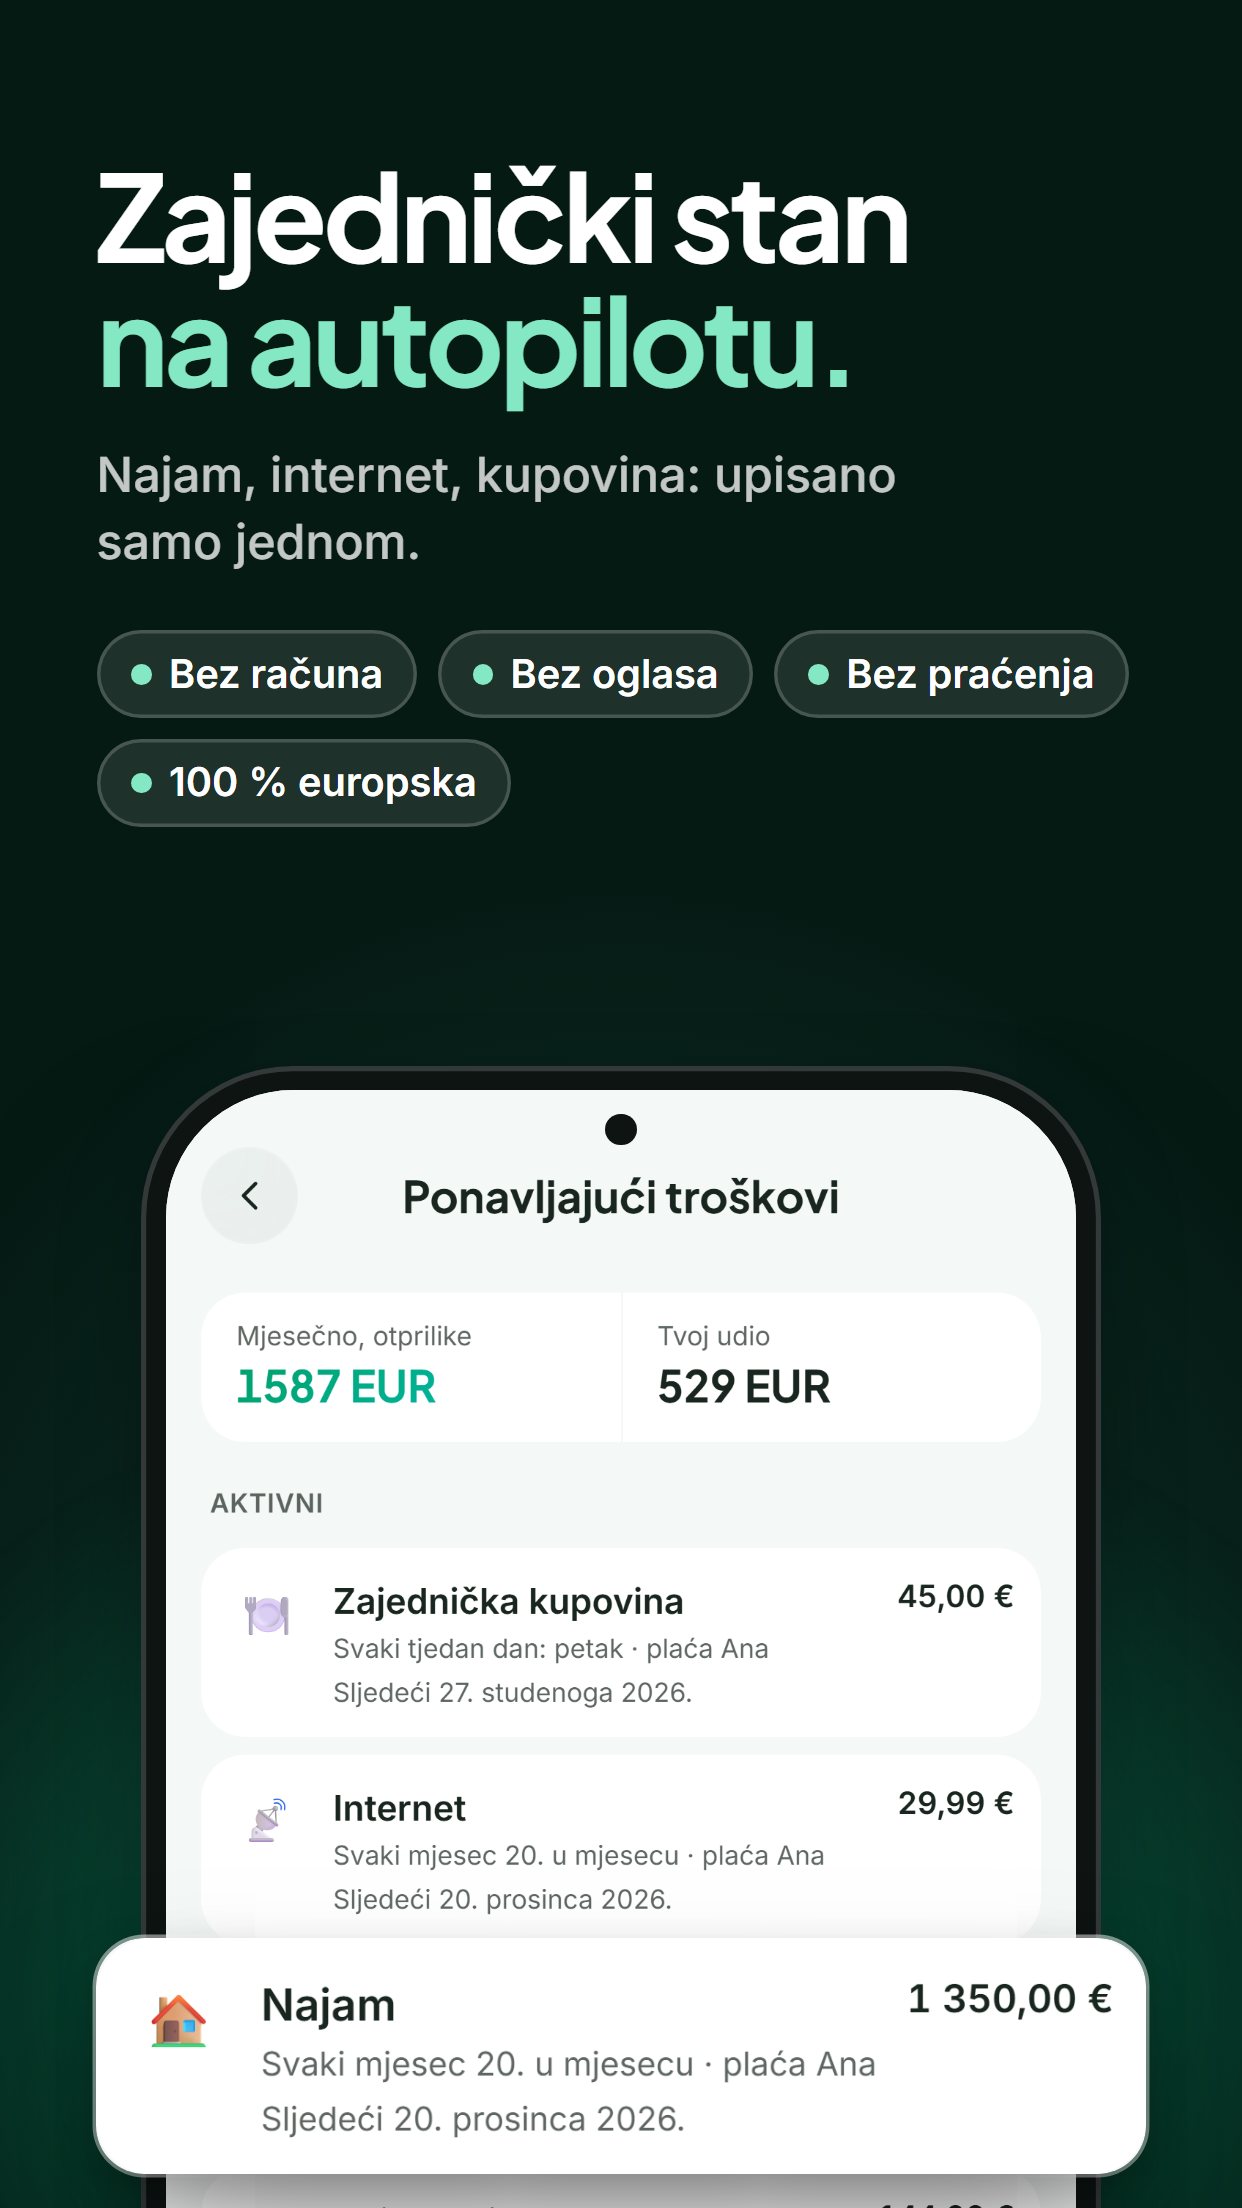 Zajednički stan
na autopilotu.
Najam, internet, kupovina: upisano
samo jednom.
Bez računa
Bez oglasa
Bez praćenja
100 % europska
Ponavljajući troškovi
Mjesečno, otprilike
Tvoj udio
1587 EUR
529 EUR
AKTIVNI
Zajednička kupovina
45,00 €
Svaki tjedan dan: petak · plaća Ana
Sljedeći 27. studenoga 2026.
Internet
29,99 €
Svaki mjesec 20. u mjesecu · plaća Ana
Sljedeći 20. prosinca 2026.
Najam
1 350,00 €
Svaki mjesec 20. u mjesecu · plaća Ana
Sljedeći 20. prosinca 2026.